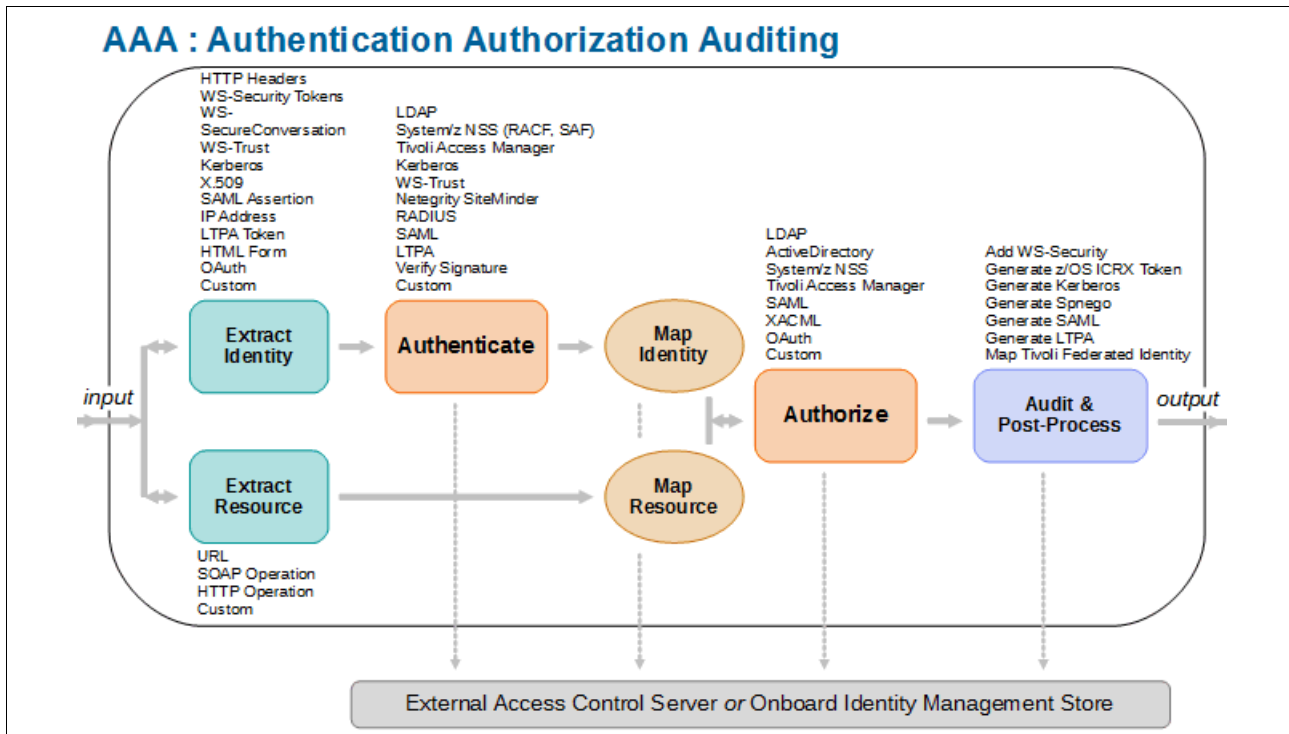 AAA : Authentication Authorization Auditing
HTTP Headers
WS-Security Tokens
WS-
SecureConversation
WS-Trust
Kerberos
X.509
SAML Assertion
IP Address
LTPA Token
HTML Form
OAuth
Custom
LDAP
System/z NSS (RACF, SAF)
Tivoli Access Manager
Kerberos
WS-Trust
Netegrity SiteMinder
RADIUS
SAML
LTPA
Verify Signature
Custom
LDAP
ActiveDirectory
System/z NSS
Tivoli Access Manager
SAML
XACML
OAuth
Custom
Add WS-Security
Generate z/OS ICRX Token
Generate Kerberos
Generate Spnego
Generate SAML
Generate LTPA
Map Tivoli Federated Identity
input
Extract
Identity
Authenticate
Map
Identity
Authorize
Audit &
Post-Process
output
Extract
Resource
Map
Resource
URL
SOAP Operation
HTTP Operation
Custom
External Access Control Server or Onboard Identity Management Store